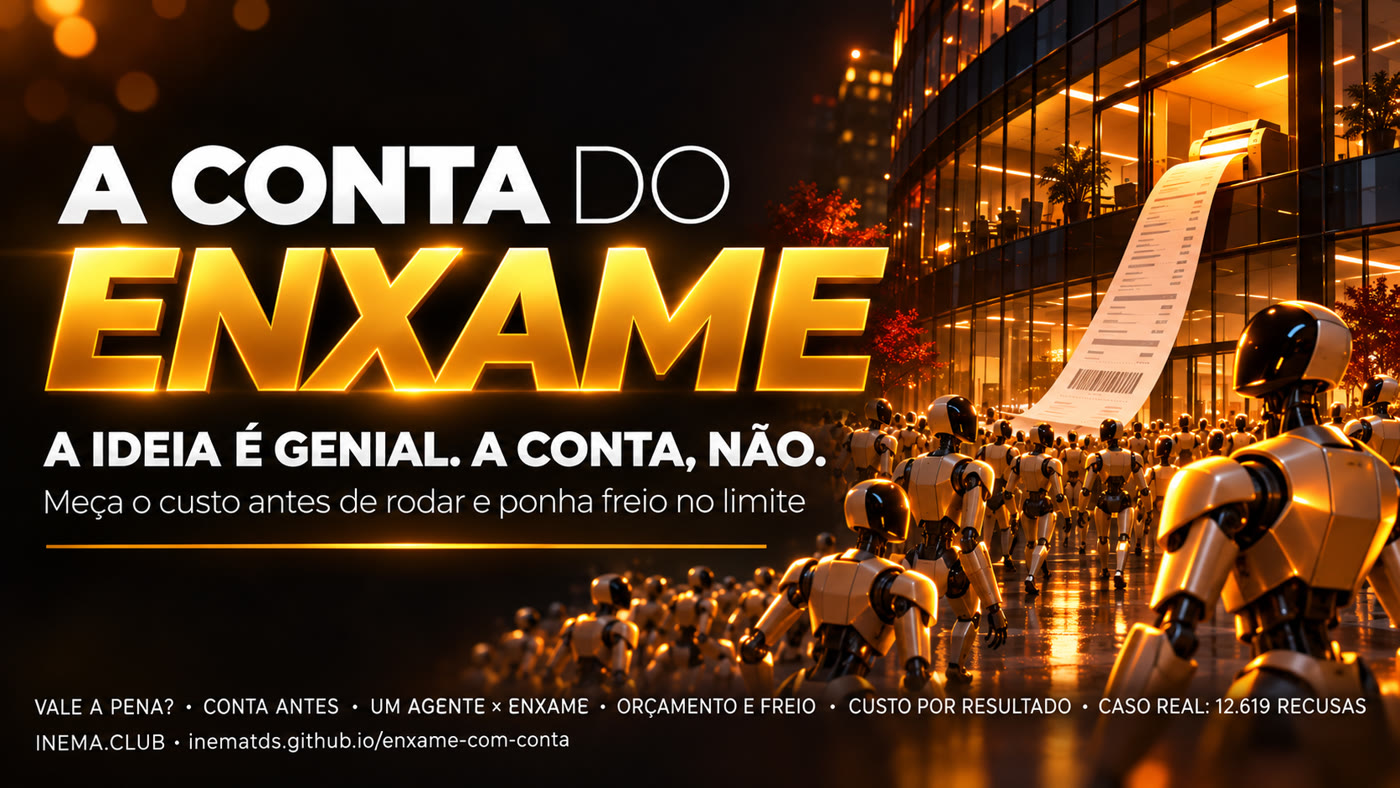 A CONTA DO
ENXAME
A IDEIA É GENIAL. A CONTA, NÃO.
Meça o custo antes de rodar e ponha freio no limite
VALE A PENA? • CONTA ANTES • UM AGENTE × ENXAME • ORÇAMENTO E FREIO • CUSTO POR RESULTADO • CASO REAL: 12.619 RECUSAS
INEMA.CLUB • inematds.github.io/enxame-com-conta